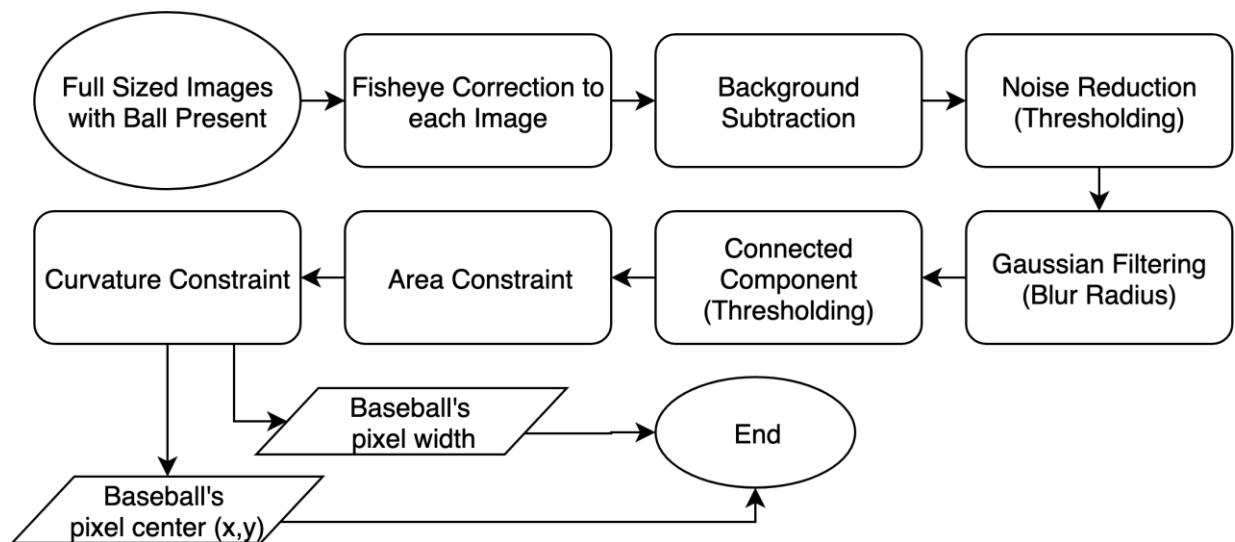 Full Sized Images
with Ball Present
Fisheye Correction to
each Image
Background
Subtraction
Noise Reduction
(Thresholding)
Gaussian Filtering
(Blur Radius)
Connected
Component
(Thresholding)
Area Constraint
Curvature Constraint
Baseball's
pixel width
End
Baseball's
pixel center (x,y)